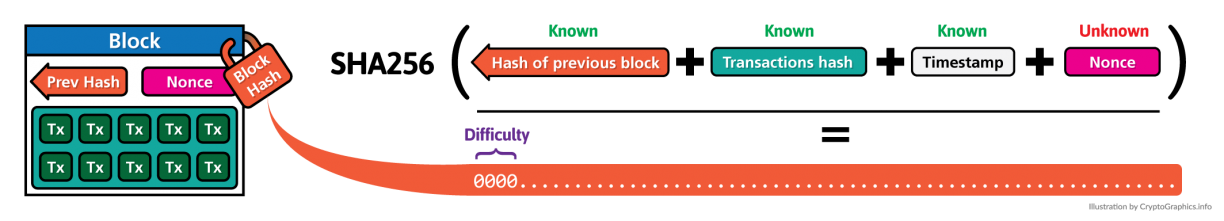 Block
Prev Hash
Nonce
Block
Hash
Tx Tx Tx Tx Tx
Tx Tx Tx Tx Tx
Known Known Known Unknown
SHA256 ( Hash of previous block + Transactions hash + Timestamp + Nonce )
=
Difficulty
0000............................................................
Illustration by CryptoGraphics.info